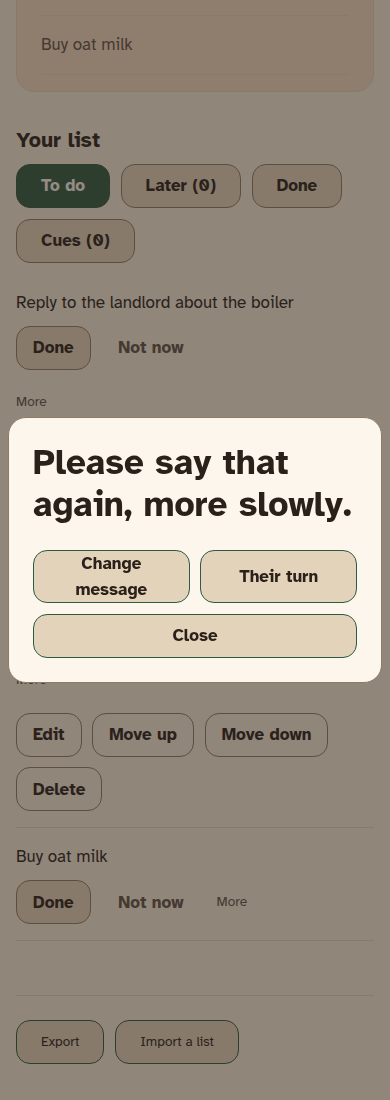 Buy oat milk
Your list
To do
Later (0)
Done
Cues (0)
Reply to the landlord about the boiler
Done
Not now
More
Please say that
again, more slowly.
Change
message
Their turn
Close
Edit
Move up
Move down
Delete
Buy oat milk
Done
Not now
More
Export
Import a list